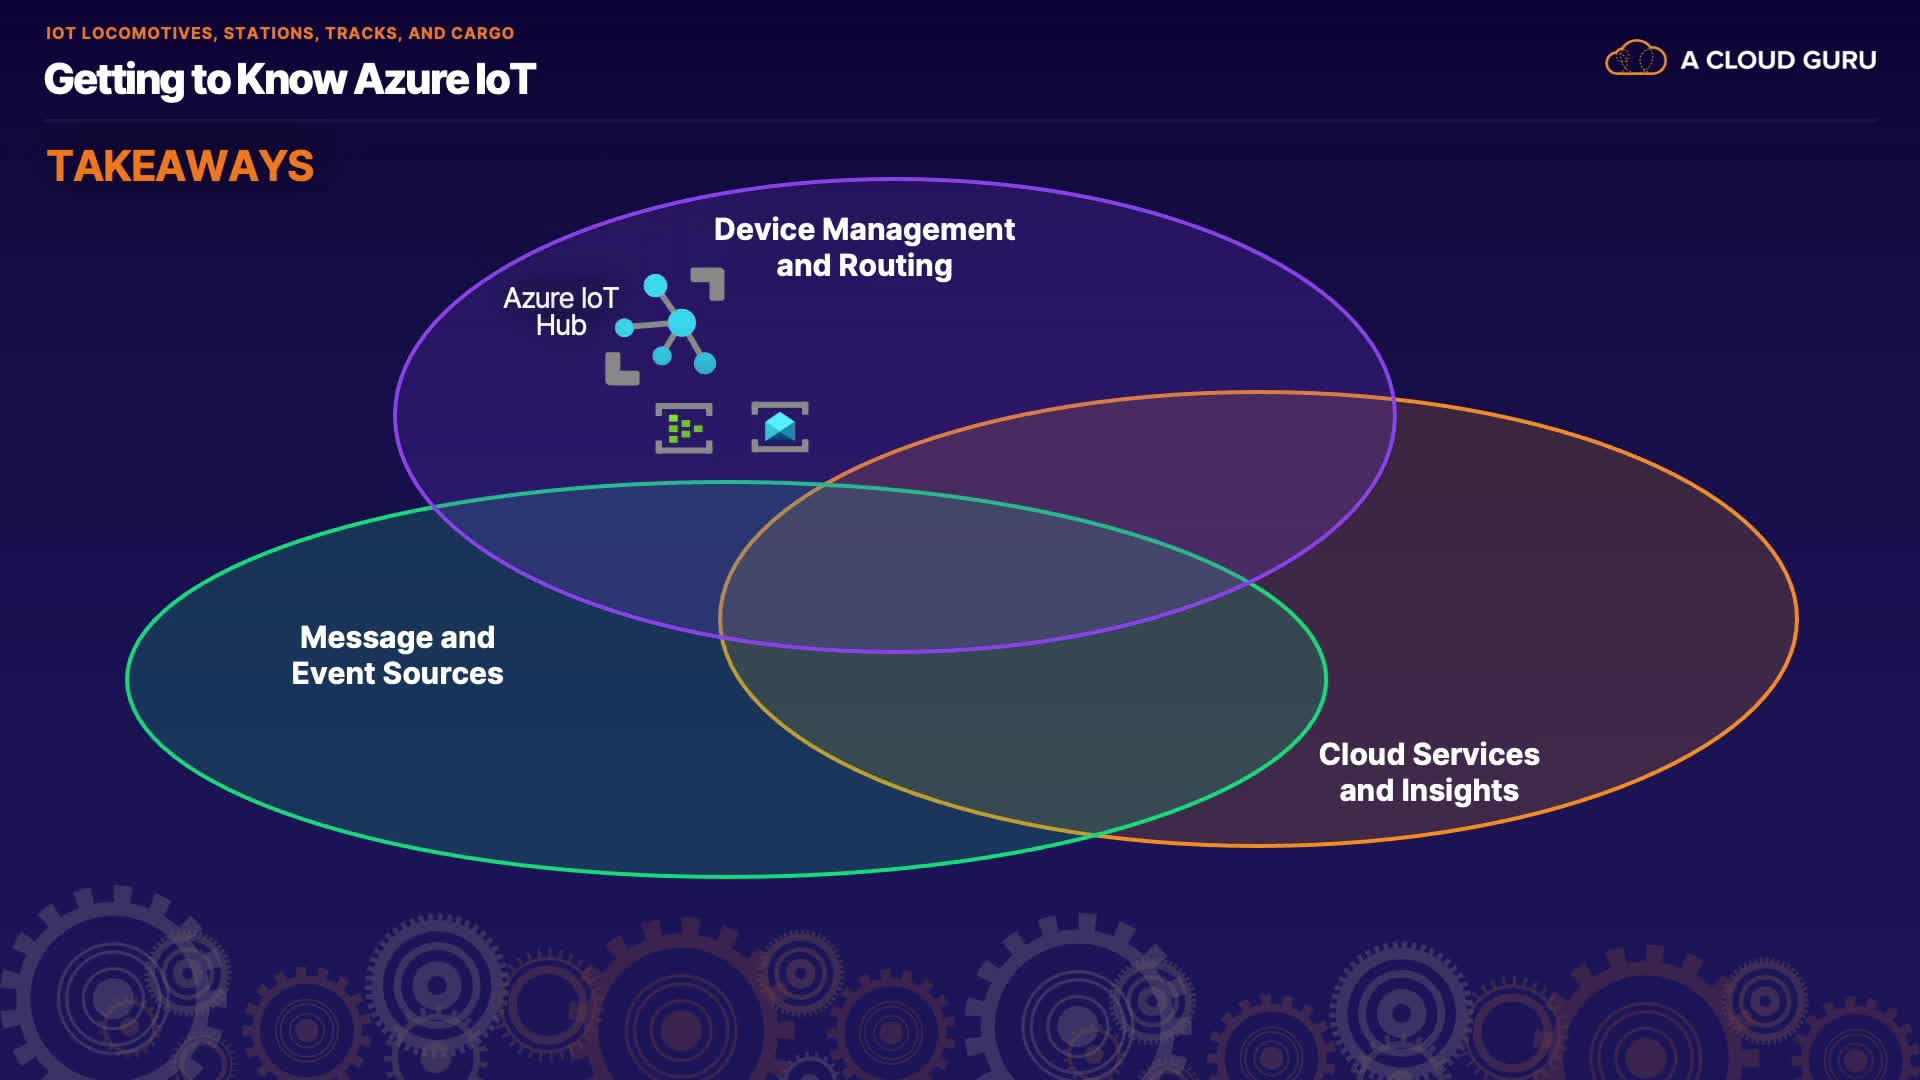 IOT LOCOMOTIVES, STATIONS, TRACKS, AND CARGO
Getting to Know Azure IoT
A CLOUD GURU
TAKEAWAYS
Device Management
and Routing
Azure IoT
Hub
Message and
Event Sources
Cloud Services
and Insights